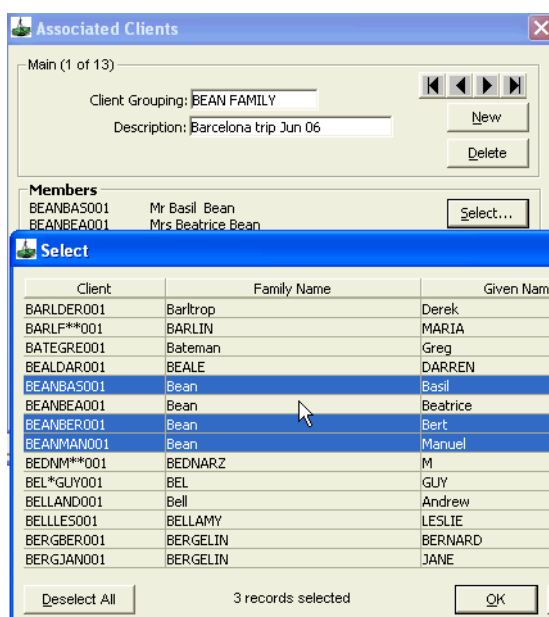 Associated Clients
Main (1 of 13)
Client Grouping: BEAN FAMILY
Description: Barcelona trip Jun 06
New
Delete
Members
BEANBAS001 Mr Basil Bean
BEANBEA001 Mrs Beatrice Bean
Select...
Select
Client Family Name Given Nam
BARLDER001 Barltrop Derek
BARLF**001 BARLIN MARIA
BATEGRE001 Bateman Greg
BEALDAR001 BEALE DARREN
BEANBAS001 Bean Basil
BEANBEA001 Bean Beatrice
BEANBER001 Bean Bert
BEANMAN001 Bean Manuel
BEDNM**001 BEDNARZ M
BEL*GUY001 BEL GUY
BELLAND001 Bell Andrew
BELLLES001 BELLAMY LESLIE
BERGBER001 BERGELIN BERNARD
BERGJAN001 BERGELIN JANE
Deselect All 3 records selected OK